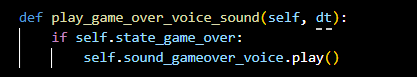 def play_game_over_voice_sound(self, dt):
    if self.state_game_over:
        self.sound_gameover_voice.play()